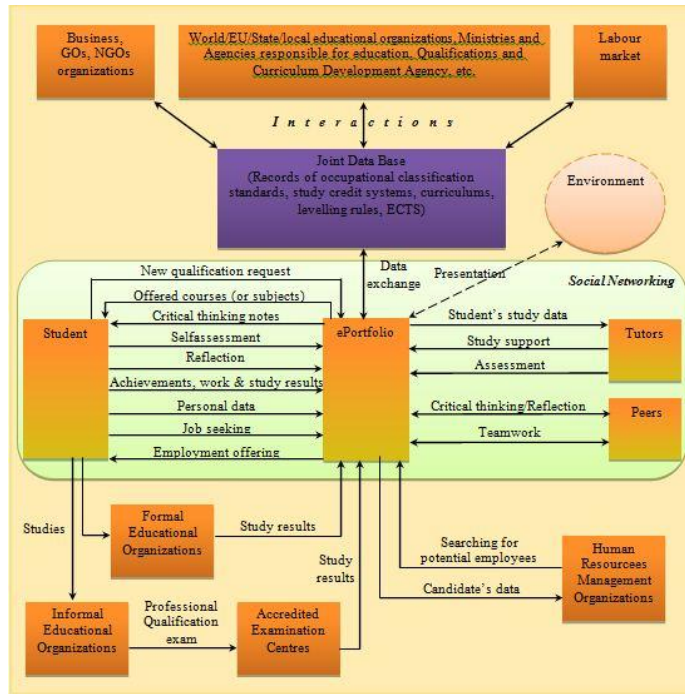 Business,
GOs, NGOs
organizations
World/EU/State/local educational organizations, Ministries and
Agencies responsible for education, Qualifications and
Curriculum Development Agency, etc.
Labour
market
Interactions
Joint Data Base
(Records of occupational classification
standards, study credit systems, curriculums,
levelling rules, ECTS)
Environment
Data
exchange
Presentation
Social Networking
New qualification request
Offered courses (or subjects)
Critical thinking notes
Selfassessment
Reflection
Achievements, work & study results
Personal data
Job seeking
Employment offering
Student
ePortfolio
Student's study data
Study support
Assessment
Tutors
Critical thinking/Reflection
Teamwork
Peers
Studies
Formal
Educational
Organizations
Study results
Study
results
Searching for
potential employees
Candidate's data
Human
Resourcees
Management
Organizations
Informal
Educational
Organizations
Professional
Qualification
exam
Accredited
Examination
Centres